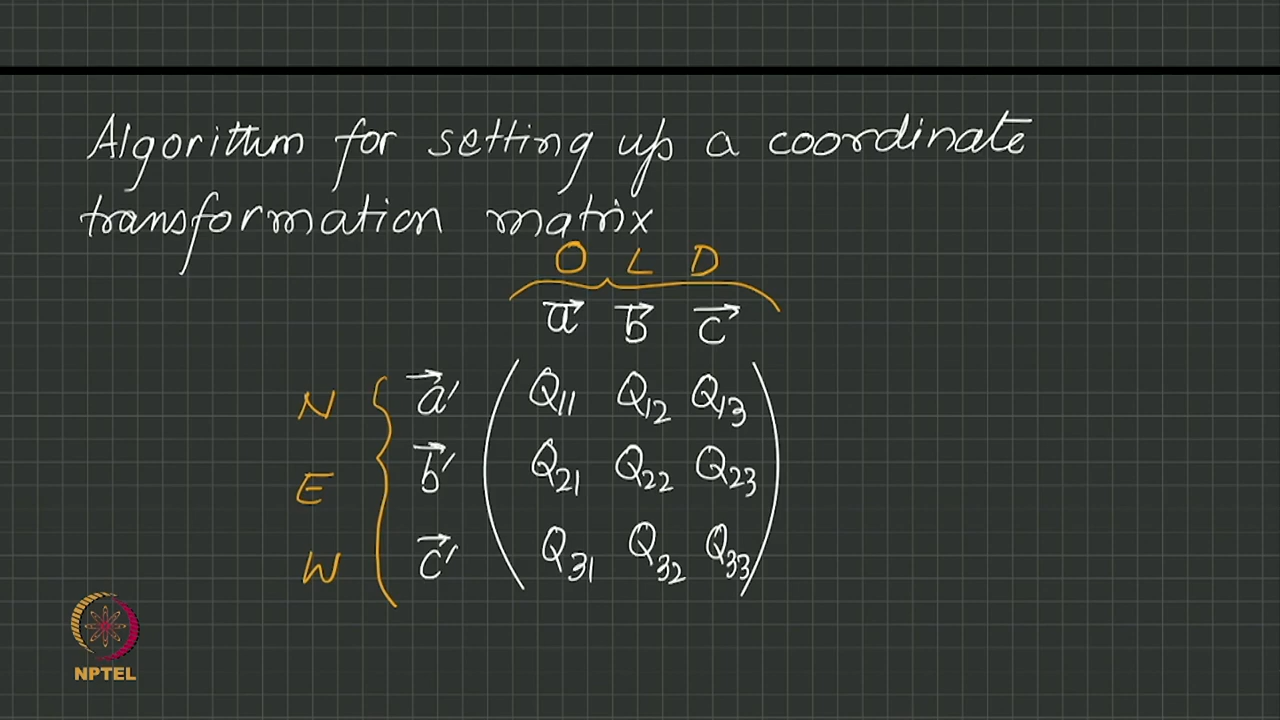 Algorithm for setting up a coordinate
transformation matrix
O L D
a⃗ b⃗ c⃗
N a⃗′ Q11 Q12 Q13
E b⃗′ Q21 Q22 Q23
W c⃗′ Q31 Q32 Q33
NPTEL